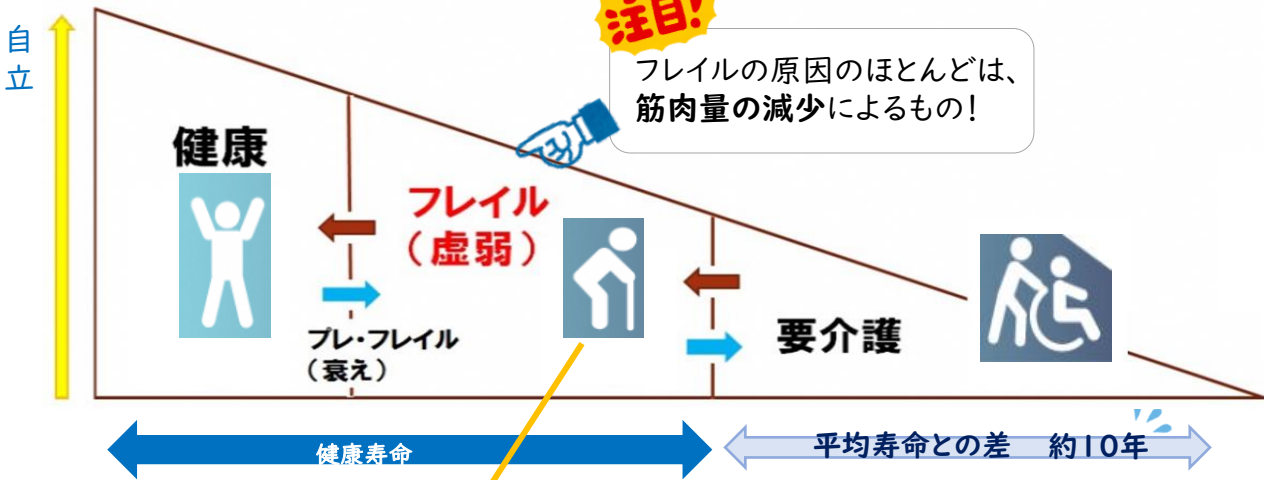 自
立
注目!
フレイルの原因のほとんどは、
筋肉量の減少によるもの!
健康
フレイル
(虚弱)
プレ・フレイル
(衰え)
要介護
健康寿命
平均寿命との差 約10年